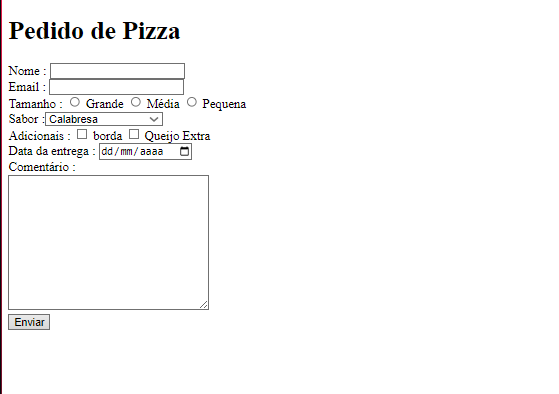 Pedido de Pizza
Nome :
Email :
Tamanho : Grande Média Pequena
Sabor : Calabresa
Adicionais : borda Queijo Extra
Data da entrega : dd/mm/aaaa
Comentário :
Enviar